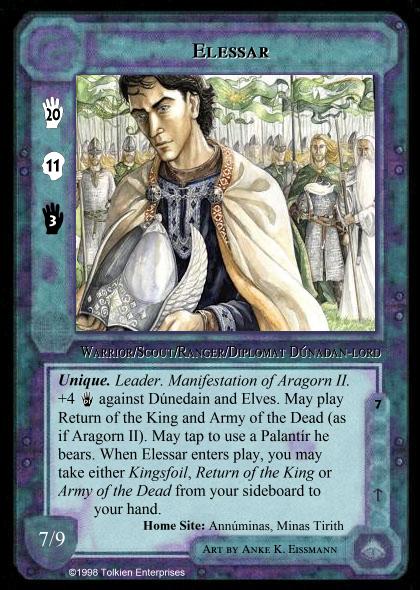 Elessar
20
11
3
Warrior/Scout/Ranger/Diplomat Dúnadan-lord
Unique. Leader. Manifestation of Aragorn II.
+4 against Dúnedain and Elves. May play
Return of the King and Army of the Dead (as
if Aragorn II). May tap to use a Palantír he
bears. When Elessar enters play, you may
take either Kingsfoil, Return of the King or
Army of the Dead from your sideboard to
your hand.
7
Home Site: Annúminas, Minas Tirith
7/9
Art by Anke K. Eissmann
©1998 Tolkien Enterprises